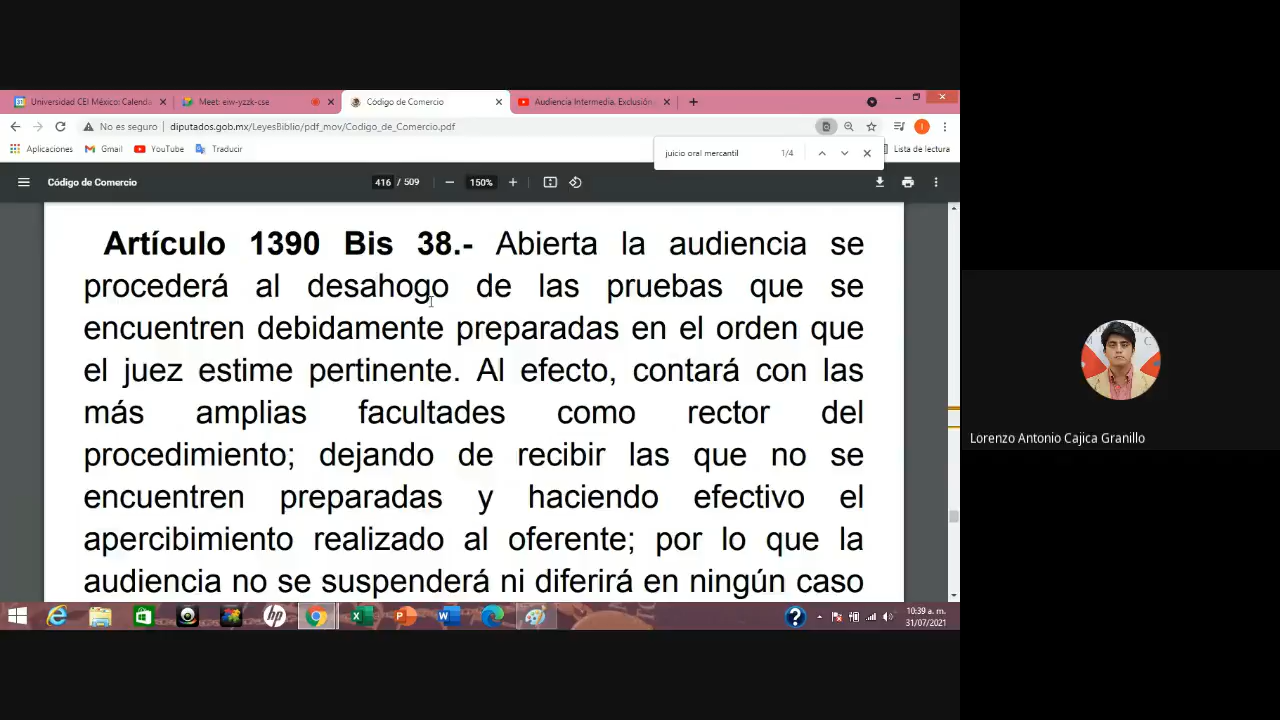 Universidad CEI México: Calenda
Meet: eiw-yzzk-cse
Código de Comercio
Audiencia Intermedia. Exclusión
No es seguro
deputados.gob.mx/LeyesBiblio/pdf_mov/Codigo_de_Comercio.pdf
Aplicaciones
Gmail
YouTube
Traducir
juicio oral mercantil 1/4
Lista de lectura
Código de Comercio
416 / 509
150%
Artículo 1390 Bis 38.- Abierta la audiencia se
procederá al desahogo de las pruebas que se
encuentren debidamente preparadas en el orden que
el juez estime pertinente. Al efecto, contará con las
más amplias facultades como rector del
procedimiento; dejando de recibir las que no se
encuentren preparadas y haciendo efectivo el
apercibimiento realizado al oferente; por lo que la
audiencia no se suspenderá ni diferirá en ningún caso
Lorenzo Antonio Cajica Granillo
10:39 a. m.
31/07/2021